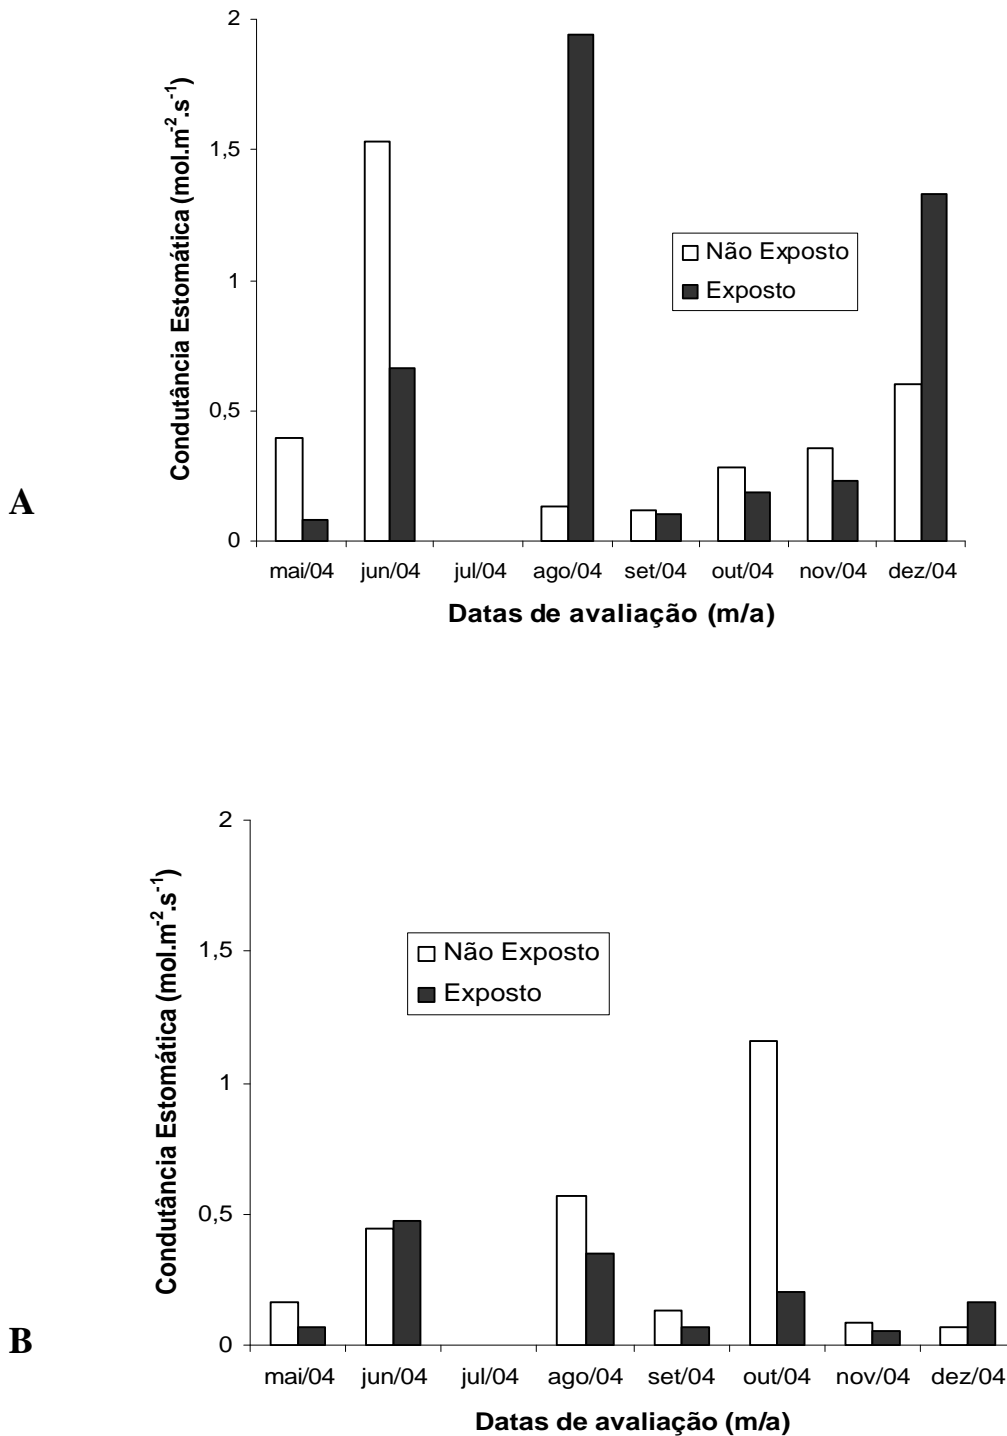 2
1,5
1
0,5
0
Condutância Estomática (mol.m-2.s-1)
Não Exposto
Exposto
A
mai/04 jun/04 jul/04 ago/04 set/04 out/04 nov/04 dez/04
Datas de avaliação (m/a)
2
1,5
1
0,5
0
Condutância Estomática (mol.m-2.s-1)
Não Exposto
Exposto
B
mai/04 jun/04 jul/04 ago/04 set/04 out/04 nov/04 dez/04
Datas de avaliação (m/a)